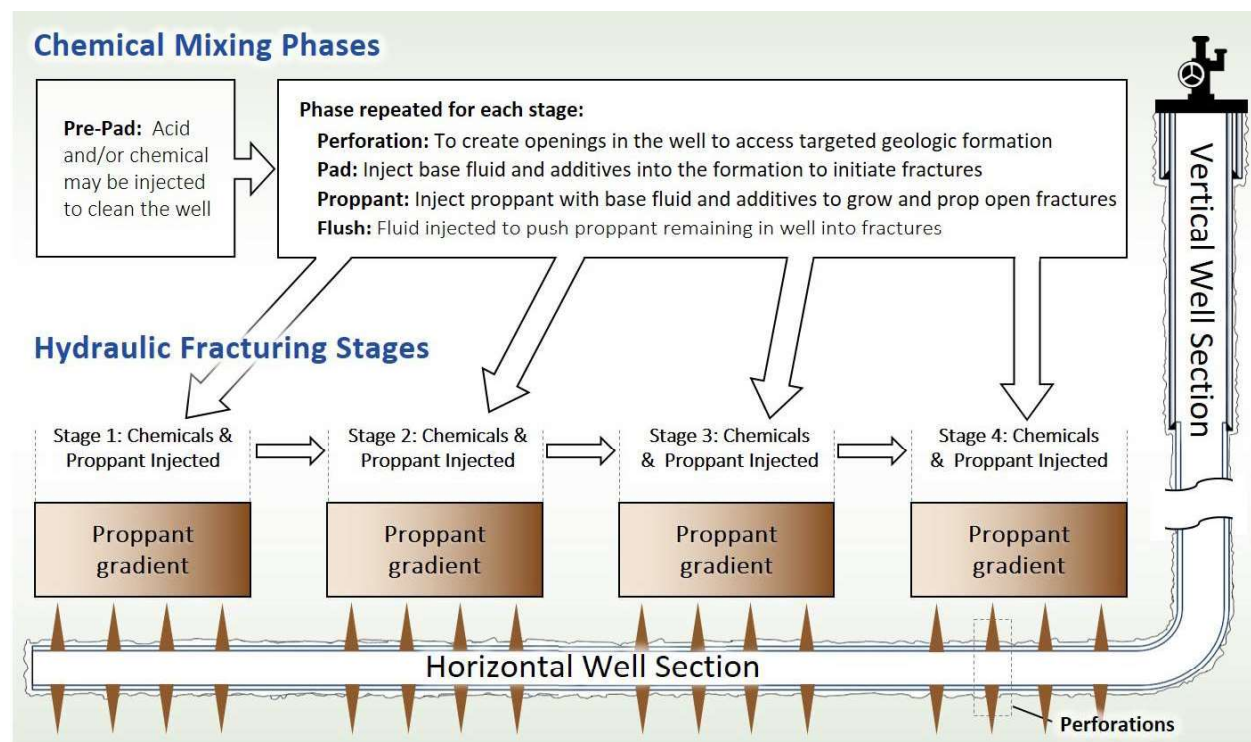 Chemical Mixing Phases
Pre-Pad: Acid
and/or chemical
may be injected
to clean the well
Phase repeated for each stage:
Perforation: To create openings in the well to access targeted geologic formation
Pad: Inject base fluid and additives into the formation to initiate fractures
Proppant: Inject proppant with base fluid and additives to grow and prop open fractures
Flush: Fluid injected to push proppant remaining in well into fractures
Vertical Well Section
Hydraulic Fracturing Stages
Stage 1: Chemicals &
Proppant Injected
Stage 2: Chemicals &
Proppant Injected
Stage 3: Chemicals
& Proppant Injected
Stage 4: Chemicals
& Proppant Injected
Proppant
gradient
Proppant
gradient
Proppant
gradient
Proppant
gradient
Horizontal Well Section
Perforations